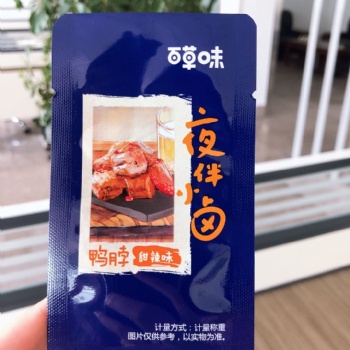 百草味
夜伴小卤
鸭脖 甜辣味
计量方式：计量称重
图片仅供参考，以实物为准。